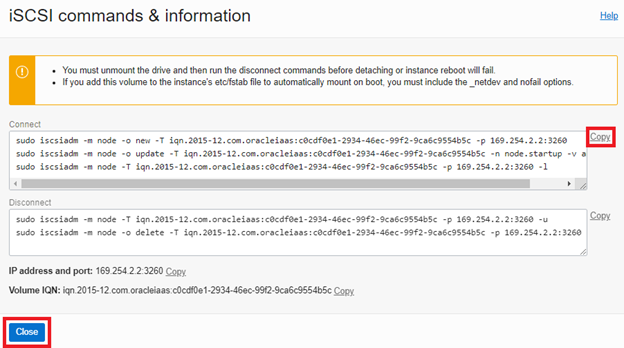 iSCSI commands & information
Help
• You must unmount the drive and then run the disconnect commands before detaching or instance reboot will fail.
• If you add this volume to the instance's etc/fstab file to automatically mount on boot, you must include the _netdev and nofail options.
Connect
Copy
sudo iscsiadm -m node -o new -T iqn.2015-12.com.oracleiaas:c0cdf0e1-2934-46ec-99f2-9ca6c9554b5c -p 169.254.2.2:3260
sudo iscsiadm -m node -o update -T iqn.2015-12.com.oracleiaas:c0cdf0e1-2934-46ec-99f2-9ca6c9554b5c -n node.startup -v a
sudo iscsiadm -m node -T iqn.2015-12.com.oracleiaas:c0cdf0e1-2934-46ec-99f2-9ca6c9554b5c -p 169.254.2.2:3260 -l
Disconnect
Copy
sudo iscsiadm -m node -T iqn.2015-12.com.oracleiaas:c0cdf0e1-2934-46ec-99f2-9ca6c9554b5c -p 169.254.2.2:3260 -u
sudo iscsiadm -m node -o delete -T iqn.2015-12.com.oracleiaas:c0cdf0e1-2934-46ec-99f2-9ca6c9554b5c -p 169.254.2.2:3260
IP address and port: 169.254.2.2:3260 Copy
Volume IQN: iqn.2015-12.com.oracleiaas:c0cdf0e1-2934-46ec-99f2-9ca6c9554b5c Copy
Close